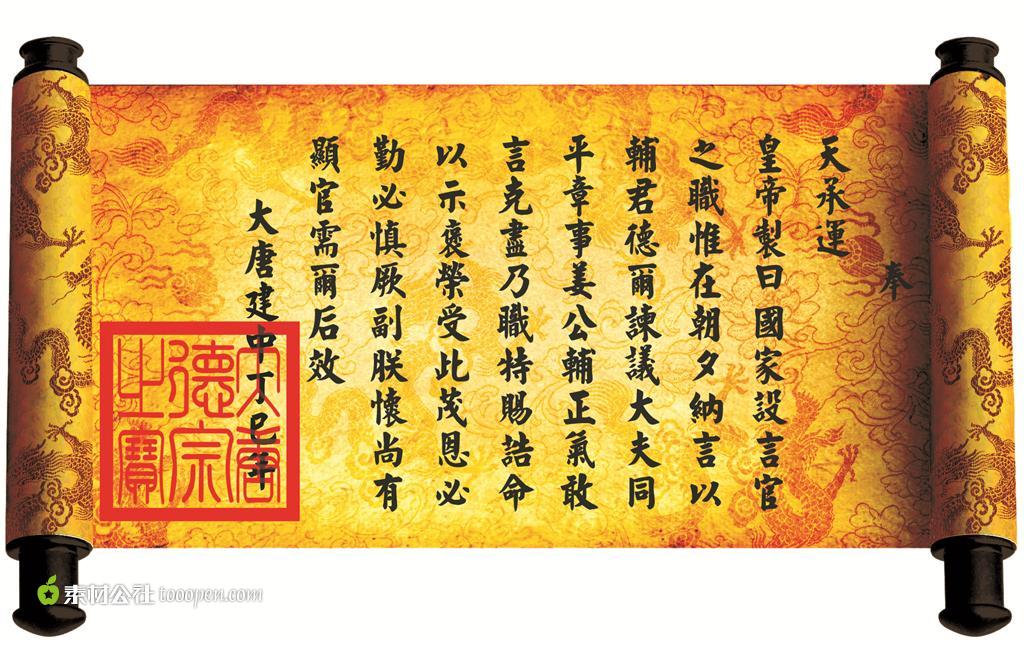 奉
天承運
皇帝製曰國家設言官
之職惟在朝夕納言以
輔君德爾諫議大夫同
平章事姜公輔正氣敢
言克盡乃職特賜誥命
以示褒榮受此茂恩必
勤必慎厥副朕懷尚有
顯官需爾后效
大唐建中丁巳年
大唐
德宗
之寶
素材公社 tooopen.com